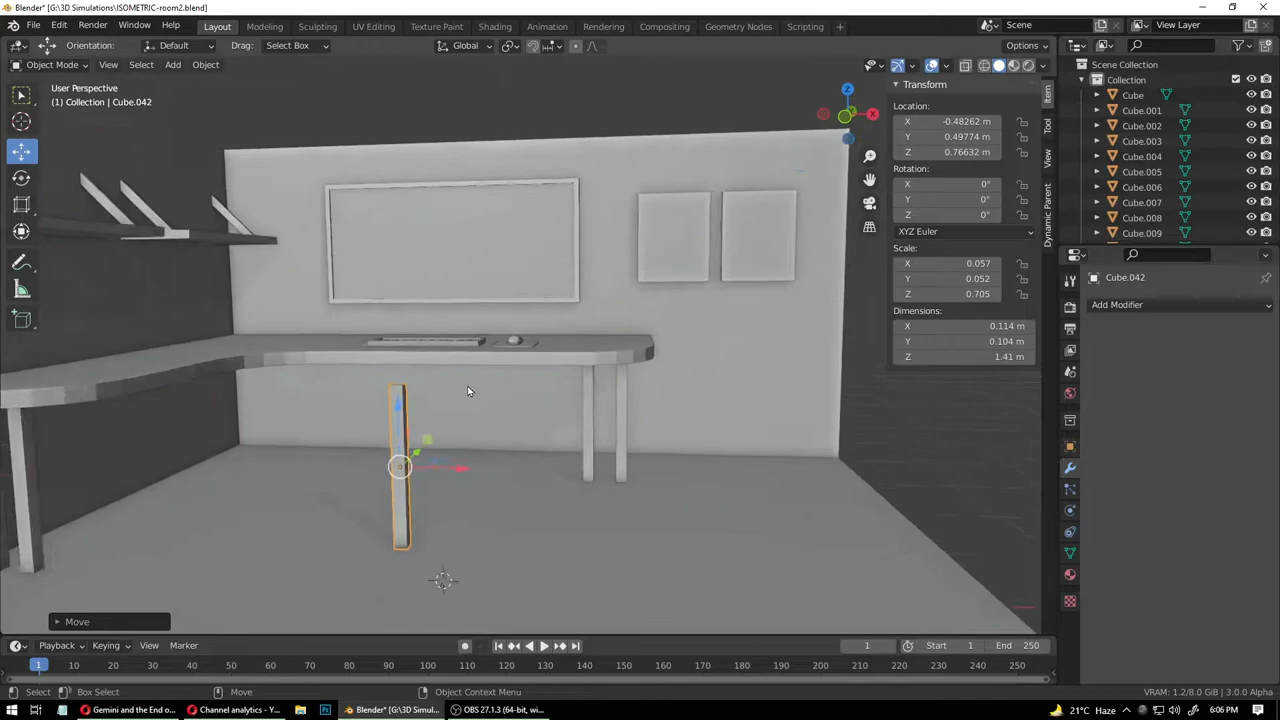 Blender* [G:\3D Simulations\ISOMETRIC-room2.blend]
File Edit Render Window Help
Layout Modeling Sculpting UV Editing Texture Paint Shading Animation Rendering Compositing Geometry Nodes Scripting
Scene
View Layer
Orientation: Default Drag: Select Box Global Options
Object Mode View Select Add Object
User Perspective
(1) Collection | Cube.042
Z
X
Transform
Location:
X -0.48262 m
Y 0.49774 m
Z 0.76632 m
Rotation:
X 0°
Y 0°
Z 0°
XYZ Euler
Scale:
X 0.057
Y 0.052
Z 0.705
Dimensions:
X 0.114 m
Y 0.104 m
Z 1.41 m
Item
Tool
View
Dynamic Parent
Scene Collection
Collection
Cube
Cube.001
Cube.002
Cube.003
Cube.004
Cube.005
Cube.006
Cube.007
Cube.008
Cube.009
Cube.042
Add Modifier
Move
Playback Keying View Marker
1 Start 1 End 250
1 10 20 30 40 50 60 70 80 90 100 110 120 130 140 150 160 170 180 190 200 210 220 230 240 250
Select Box Select Move Object Context Menu
VRAM: 1.2/8.0 GiB | 3.0.0 Alpha
Gemini and the End o... Channel analytics - Y... Blender* [G:\3D Simul... OBS 27.1.3 (64-bit, wi...
21°C Haze 6:06 PM